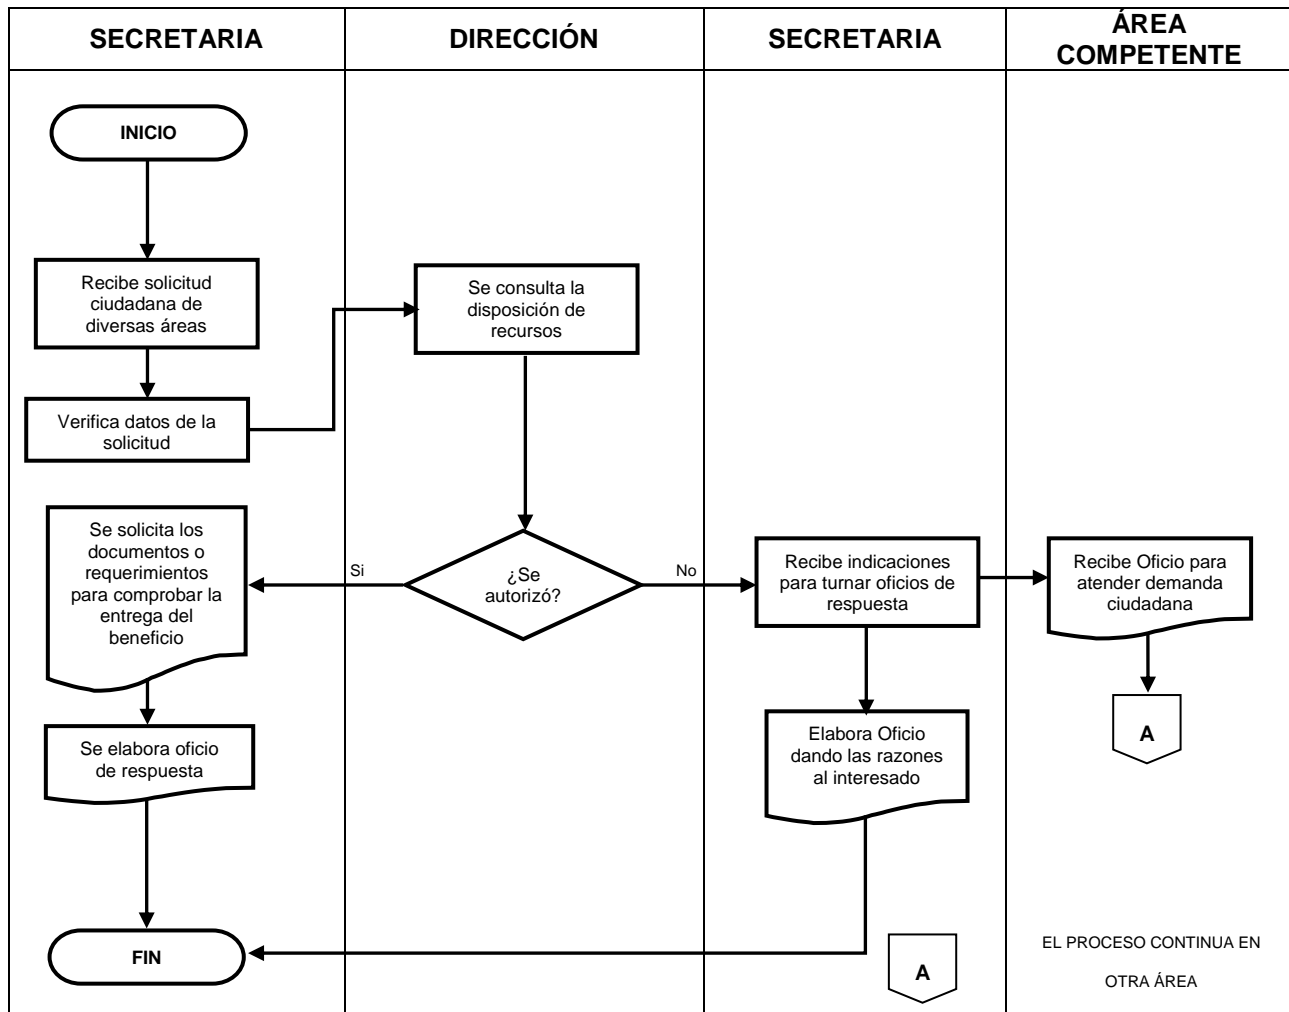 SECRETARIA
DIRECCIÓN
SECRETARIA
ÁREA
COMPETENTE
INICIO
Recibe solicitud
ciudadana de
diversas áreas
Se consulta la
disposición de
recursos
Verifica datos de la
solicitud
Se solicita los
documentos o
requerimientos
para comprobar la
entrega del
beneficio
Si
¿Se
autorizó?
No
Recibe indicaciones
para turnar oficios de
respuesta
Recibe Oficio para
atender demanda
ciudadana
Se elabora oficio
de respuesta
Elabora Oficio
dando las razones
al interesado
A
FIN
A
EL PROCESO CONTINUA EN
OTRA ÁREA